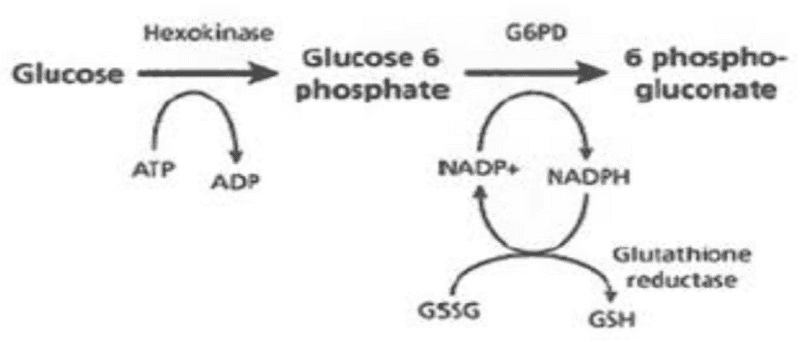 Hexokinase
G6PD
Glucose
Glucose 6
phosphate
6 phospho-
gluconate
ATP
ADP
NADP+
NADPH
Glutathione
reductase
GSSG
GSH